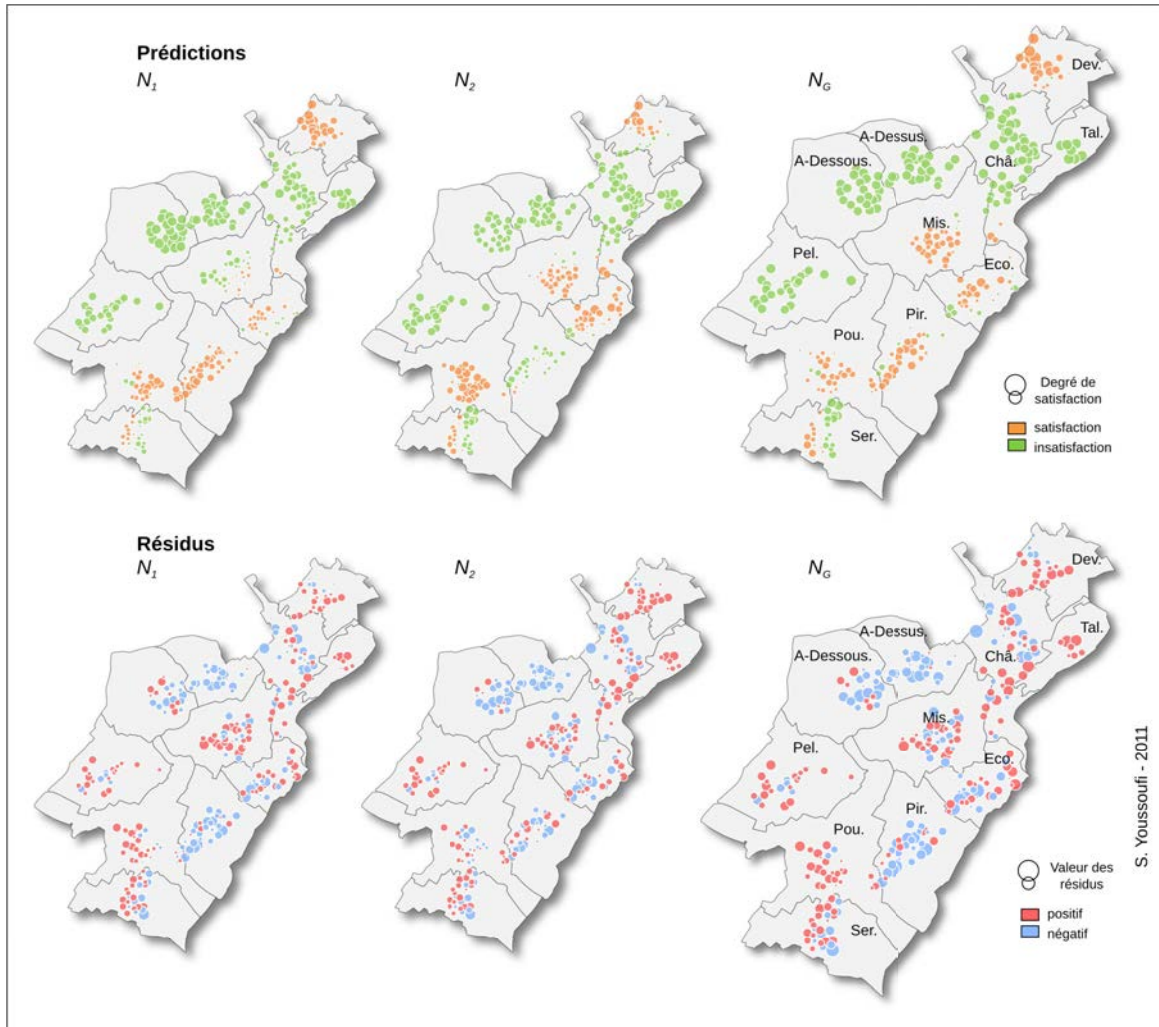 Prédictions
N1
N2
NG
Dev.
A-Dessus.
Tal.
A-Dessous.
Châ.
Mis.
Pel.
Eco.
Pir.
Pou.
Ser.
Degré de
satisfaction
satisfaction
insatisfaction
Résidus
N1
N2
NG
Dev.
A-Dessus.
Tal.
A-Dessous.
Châ.
Mis.
Pel.
Eco.
Pir.
Pou.
Ser.
Valeur des
résidus
positif
négatif
S. Youssoufi - 2011